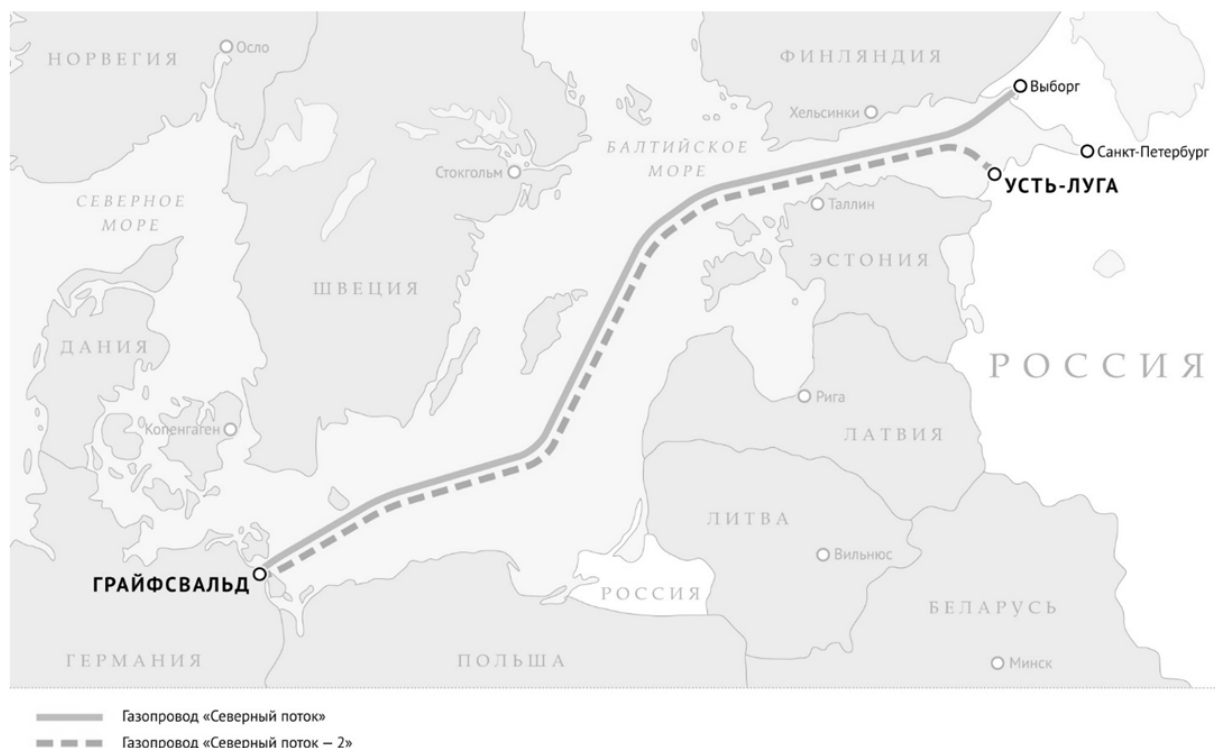 НОРВЕГИЯ
Осло
ФИНЛЯНДИЯ
Выборг
Хельсинки
Санкт-Петербург
БАЛТИЙСКОЕ
МОРЕ
Стокгольм
УСТЬ-ЛУГА
СЕВЕРНОЕ
МОРЕ
Таллин
ЭСТОНИЯ
ШВЕЦИЯ
ДАНИЯ
РОССИЯ
Рига
Копенгаген
ЛАТВИЯ
ЛИТВА
Вильнюс
ГРАЙФСВАЛЬД
РОССИЯ
БЕЛАРУСЬ
ГЕРМАНИЯ
ПОЛЬША
Минск
Газопровод «Северный поток»
Газопровод «Северный поток — 2»